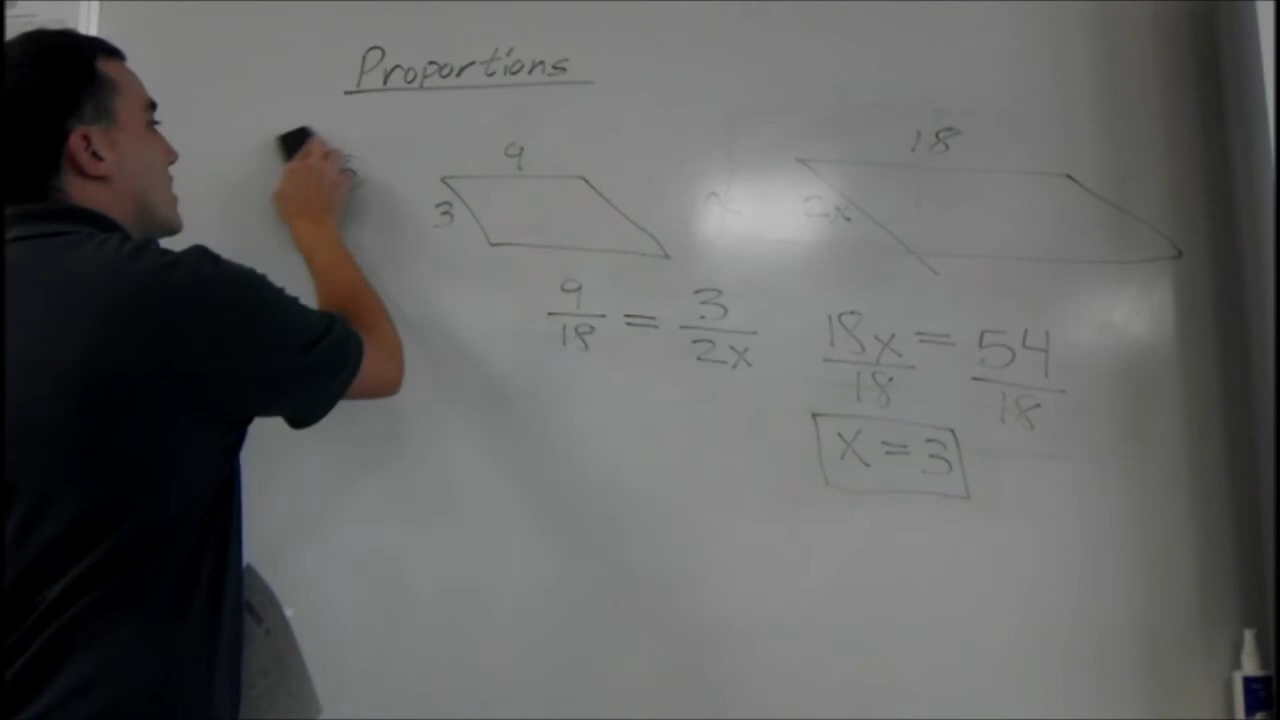 Proportions
9
18
3
~
2x
9/18 = 3/2x
18x/18 = 54/18
x = 3